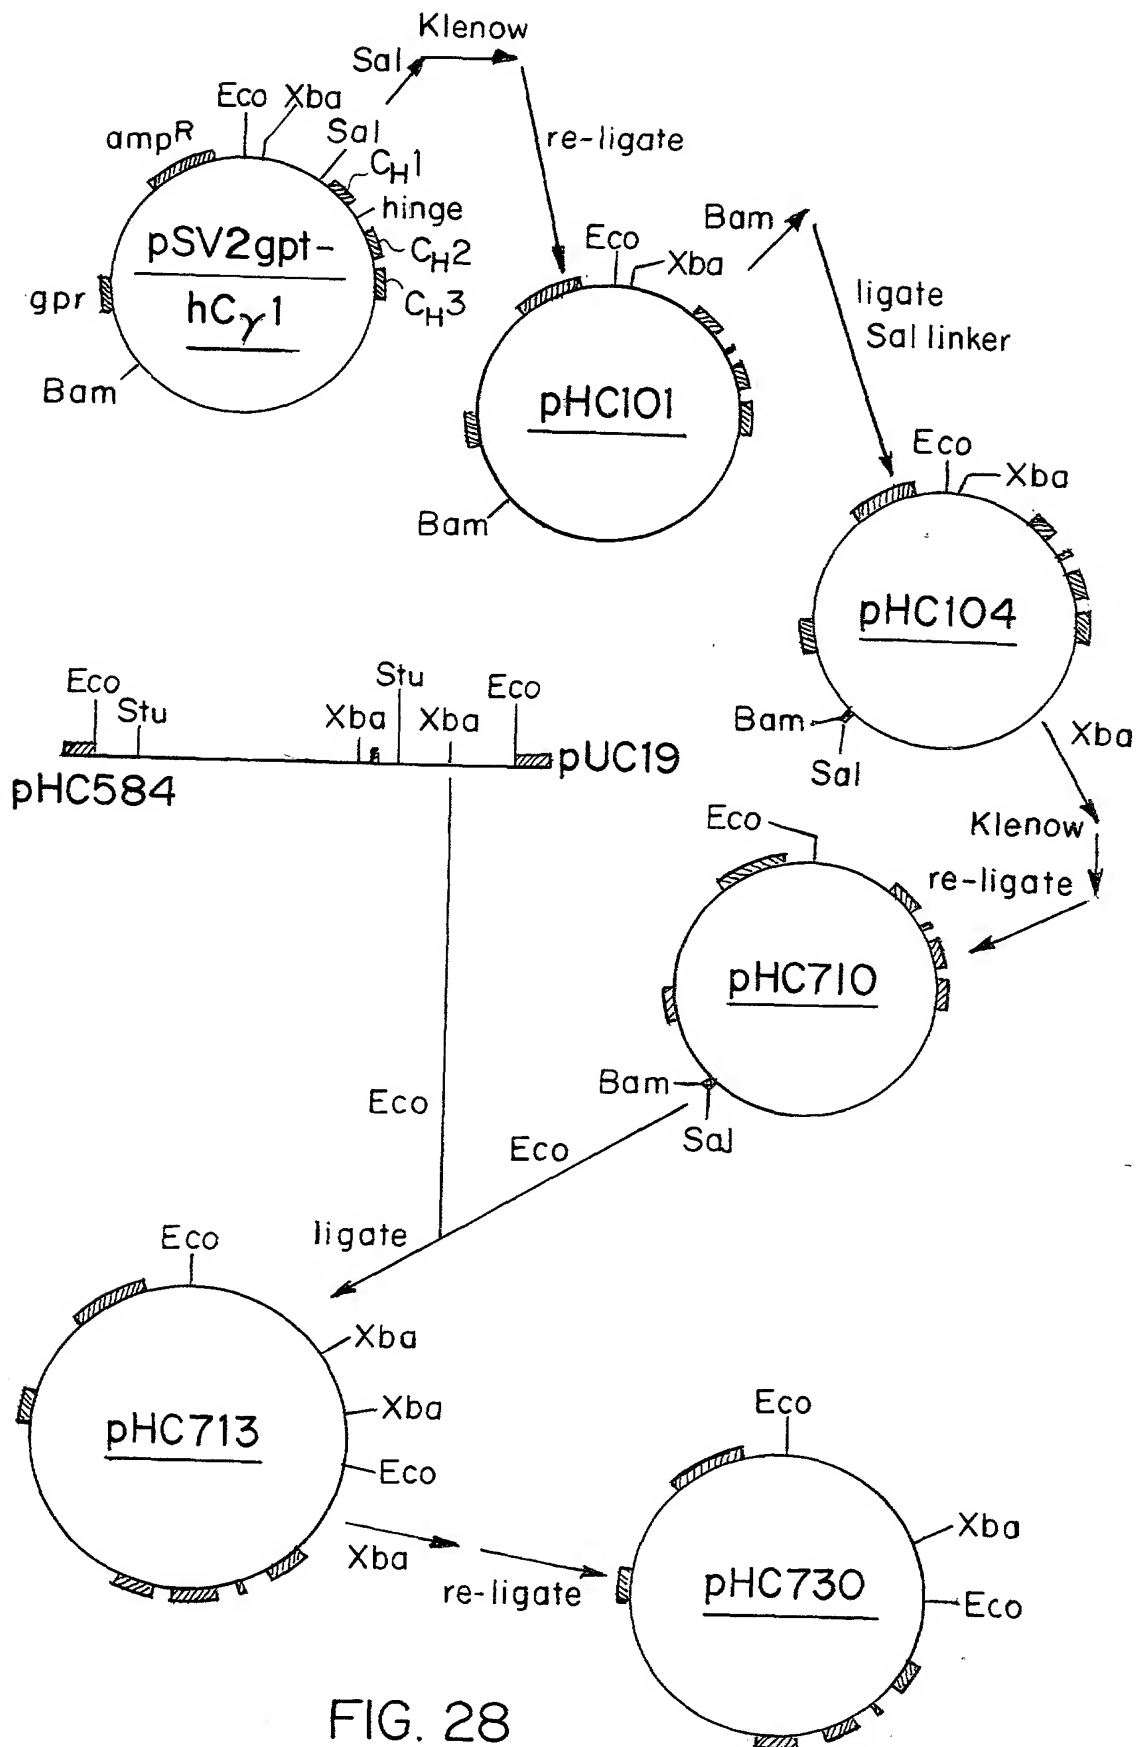 Klenow
Sal
Eco Xba
ampR
Sal
re-ligate
CH1
hinge
pSV2gpt-
CH2
hCγ1
gpr
CH3
Bam
Bam
Eco
Xba
ligate
Sal linker
pHC101
Bam
Eco
Xba
pHC104
Bam
Sal
Xba
Eco
Stu
Xba
Stu
Xba
Eco
pUC19
pHC584
Klenow
re-ligate
Eco
pHC710
Bam
Sal
Eco
Eco
ligate
Eco
Xba
Xba
pHC713
Eco
Xba
re-ligate
Eco
Xba
pHC730
Eco
FIG. 28